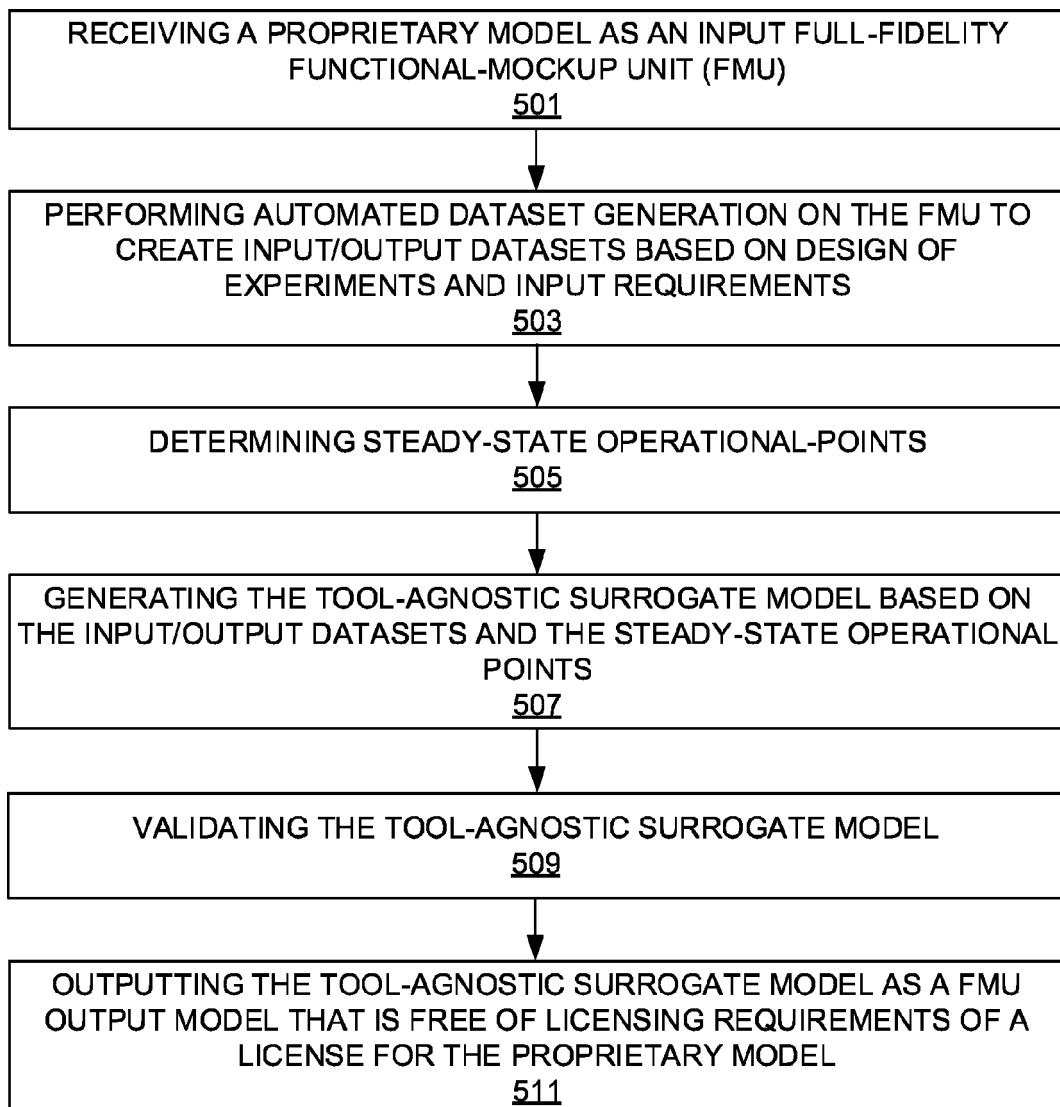 RECEIVING A PROPRIETARY MODEL AS AN INPUT FULL-FIDELITY
FUNCTIONAL-MOCKUP UNIT (FMU)
501
PERFORMING AUTOMATED DATASET GENERATION ON THE FMU TO
CREATE INPUT/OUTPUT DATASETS BASED ON DESIGN OF
EXPERIMENTS AND INPUT REQUIREMENTS
503
DETERMINING STEADY-STATE OPERATIONAL-POINTS
505
GENERATING THE TOOL-AGNOSTIC SURROGATE MODEL BASED ON
THE INPUT/OUTPUT DATASETS AND THE STEADY-STATE OPERATIONAL
POINTS
507
VALIDATING THE TOOL-AGNOSTIC SURROGATE MODEL
509
OUTPUTTING THE TOOL-AGNOSTIC SURROGATE MODEL AS A FMU
OUTPUT MODEL THAT IS FREE OF LICENSING REQUIREMENTS OF A
LICENSE FOR THE PROPRIETARY MODEL
511